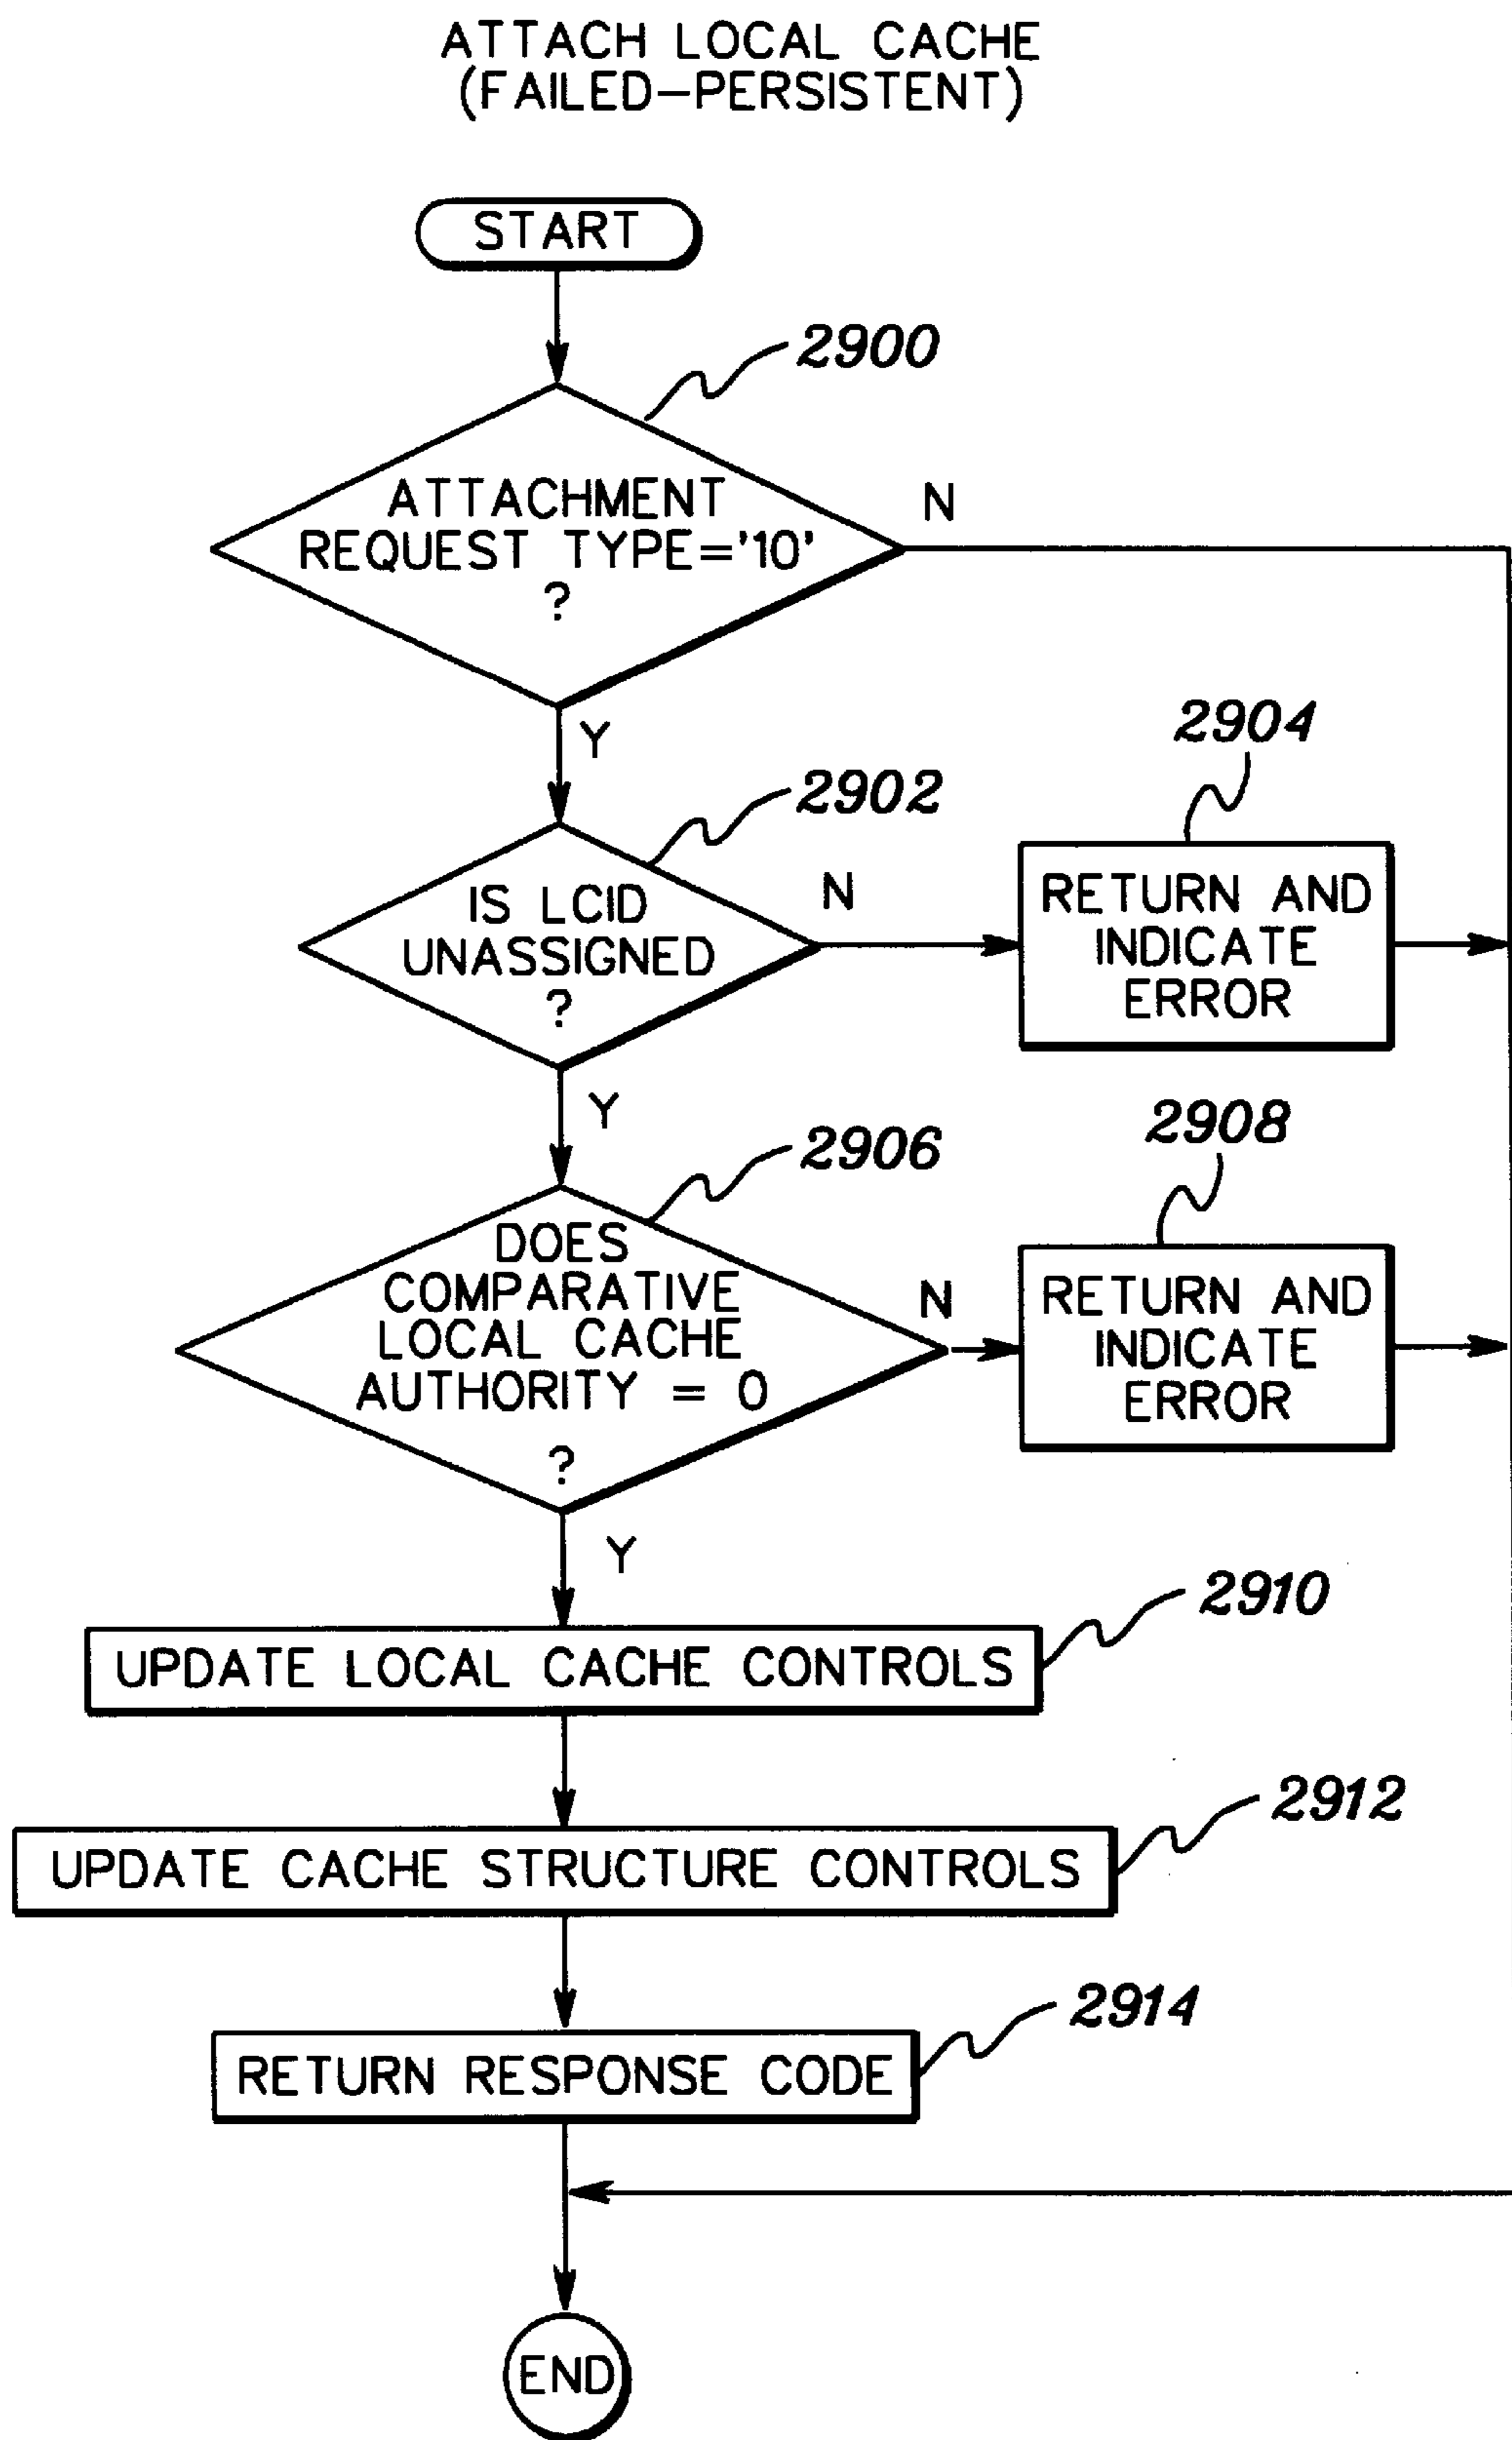 ATTACH LOCAL CACHE
(FAILED-PERSISTENT)
START
2900
ATTACHMENT
REQUEST TYPE='10'
?
N
Y
2902
IS LCID
UNASSIGNED
?
N
2904
RETURN AND
INDICATE
ERROR
Y
2906
DOES
COMPARATIVE
LOCAL CACHE
AUTHORITY = 0
?
N
2908
RETURN AND
INDICATE
ERROR
Y
2910
UPDATE LOCAL CACHE CONTROLS
2912
UPDATE CACHE STRUCTURE CONTROLS
2914
RETURN RESPONSE CODE
END